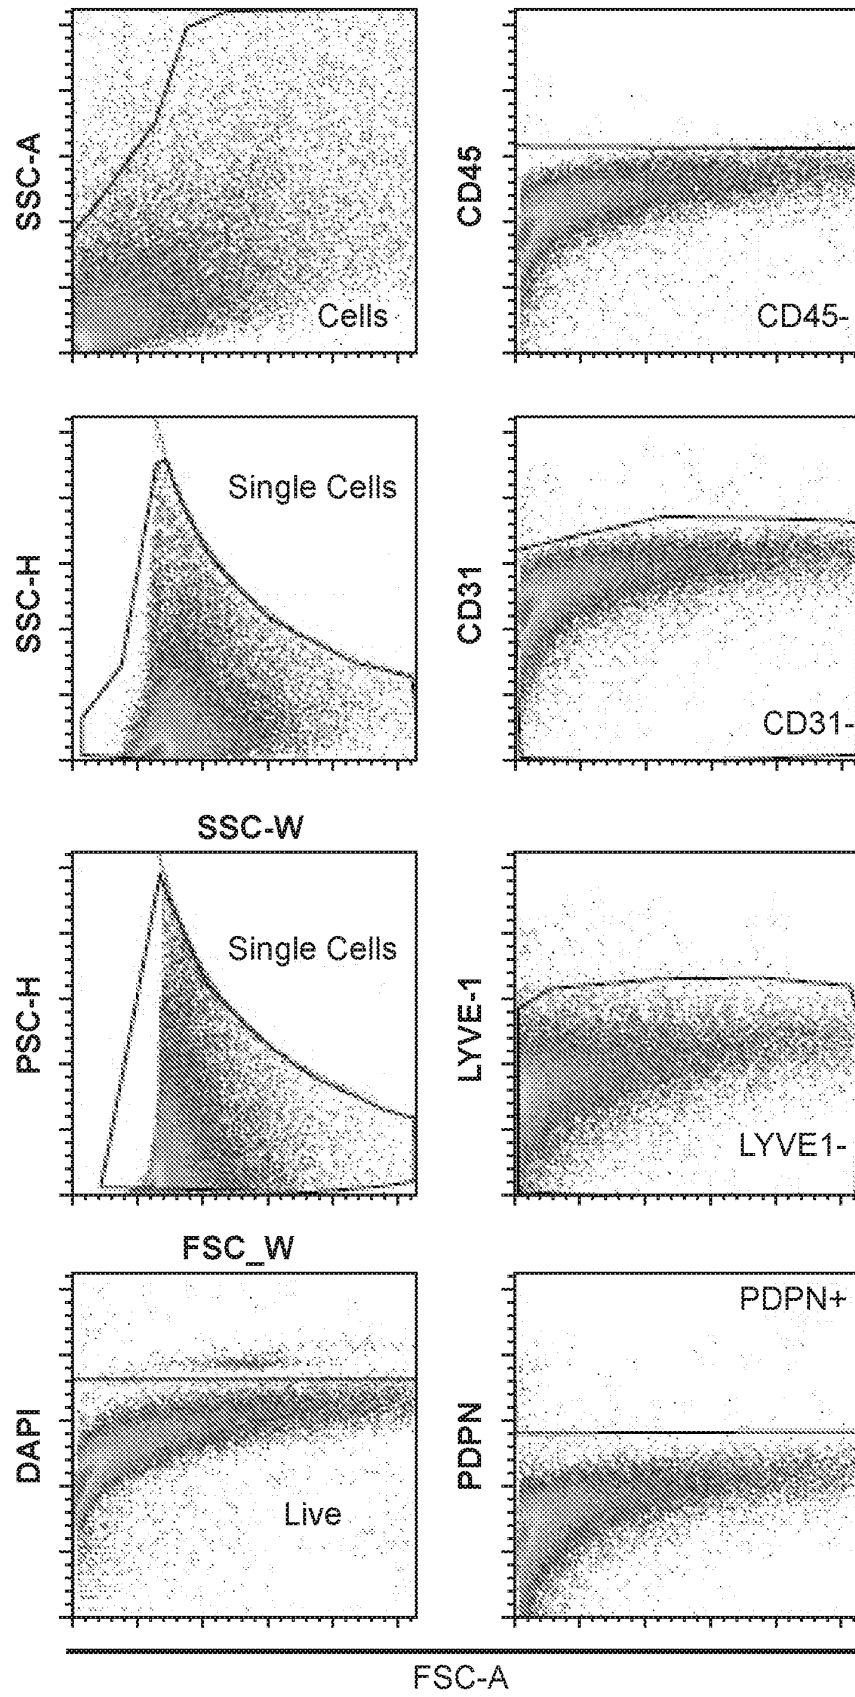 SSC-A
Cells
CD45
CD45-
SSC-H
Single Cells
SSC-W
CD31
CD31-
PSC-H
Single Cells
FSC_W
LYVE-1
LYVE1-
DAPI
Live
PDPN
PDPN+
FSC-A